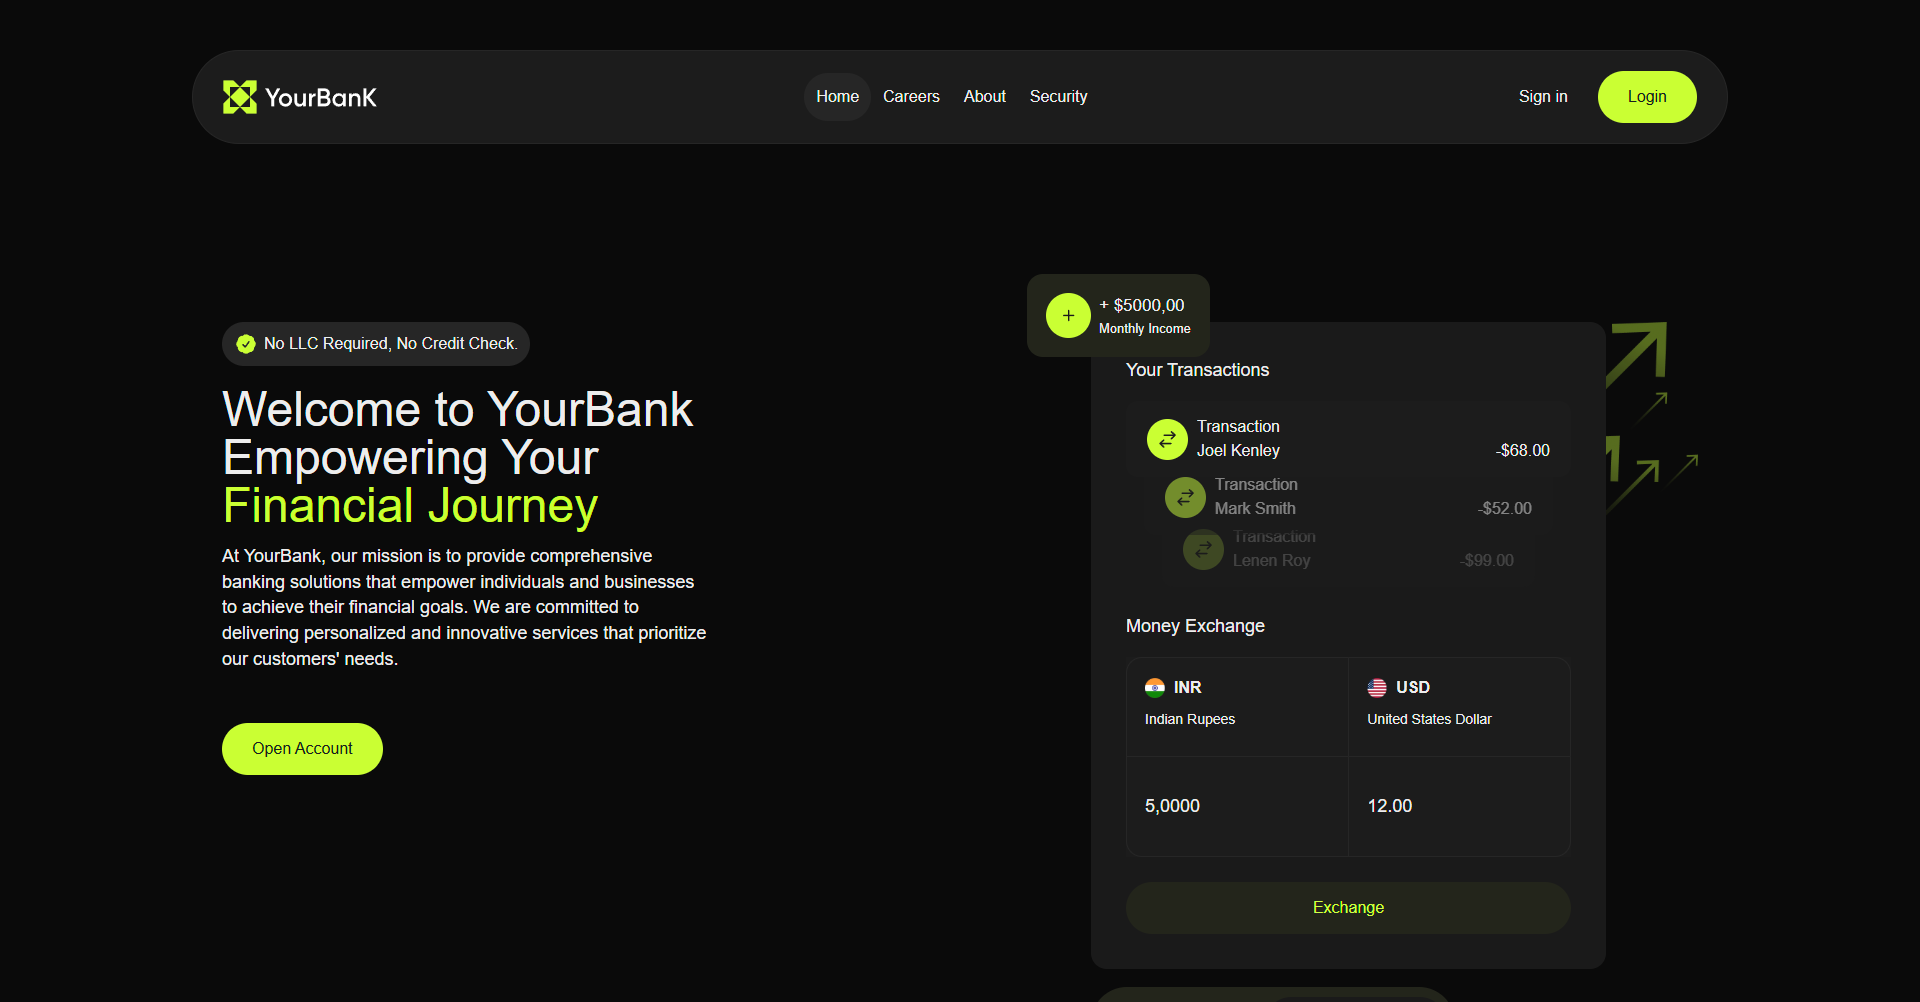 YourBanK
Home Careers About Security
Sign in
Login
No LLC Required, No Credit Check.
Welcome to YourBank
Empowering Your
Financial Journey
At YourBank, our mission is to provide comprehensive
banking solutions that empower individuals and businesses
to achieve their financial goals. We are committed to
delivering personalized and innovative services that prioritize
our customers' needs.
Open Account
+ $5000,00
Monthly Income
Your Transactions
Transaction
Joel Kenley -$68.00
Transaction
Mark Smith -$52.00
Transaction
Lenen Roy -$99.00
Money Exchange
INR
Indian Rupees
USD
United States Dollar
5,0000
12.00
Exchange